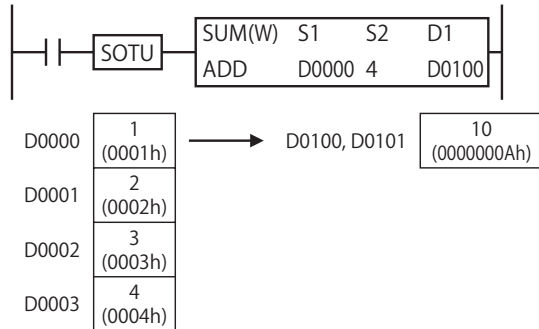 SOTU
SUM(W) S1 S2 D1
ADD D0000 4 D0100
D0000 1 (0001h)
D0100, D0101 10 (0000000Ah)
D0001 2 (0002h)
D0002 3 (0003h)
D0003 4 (0004h)